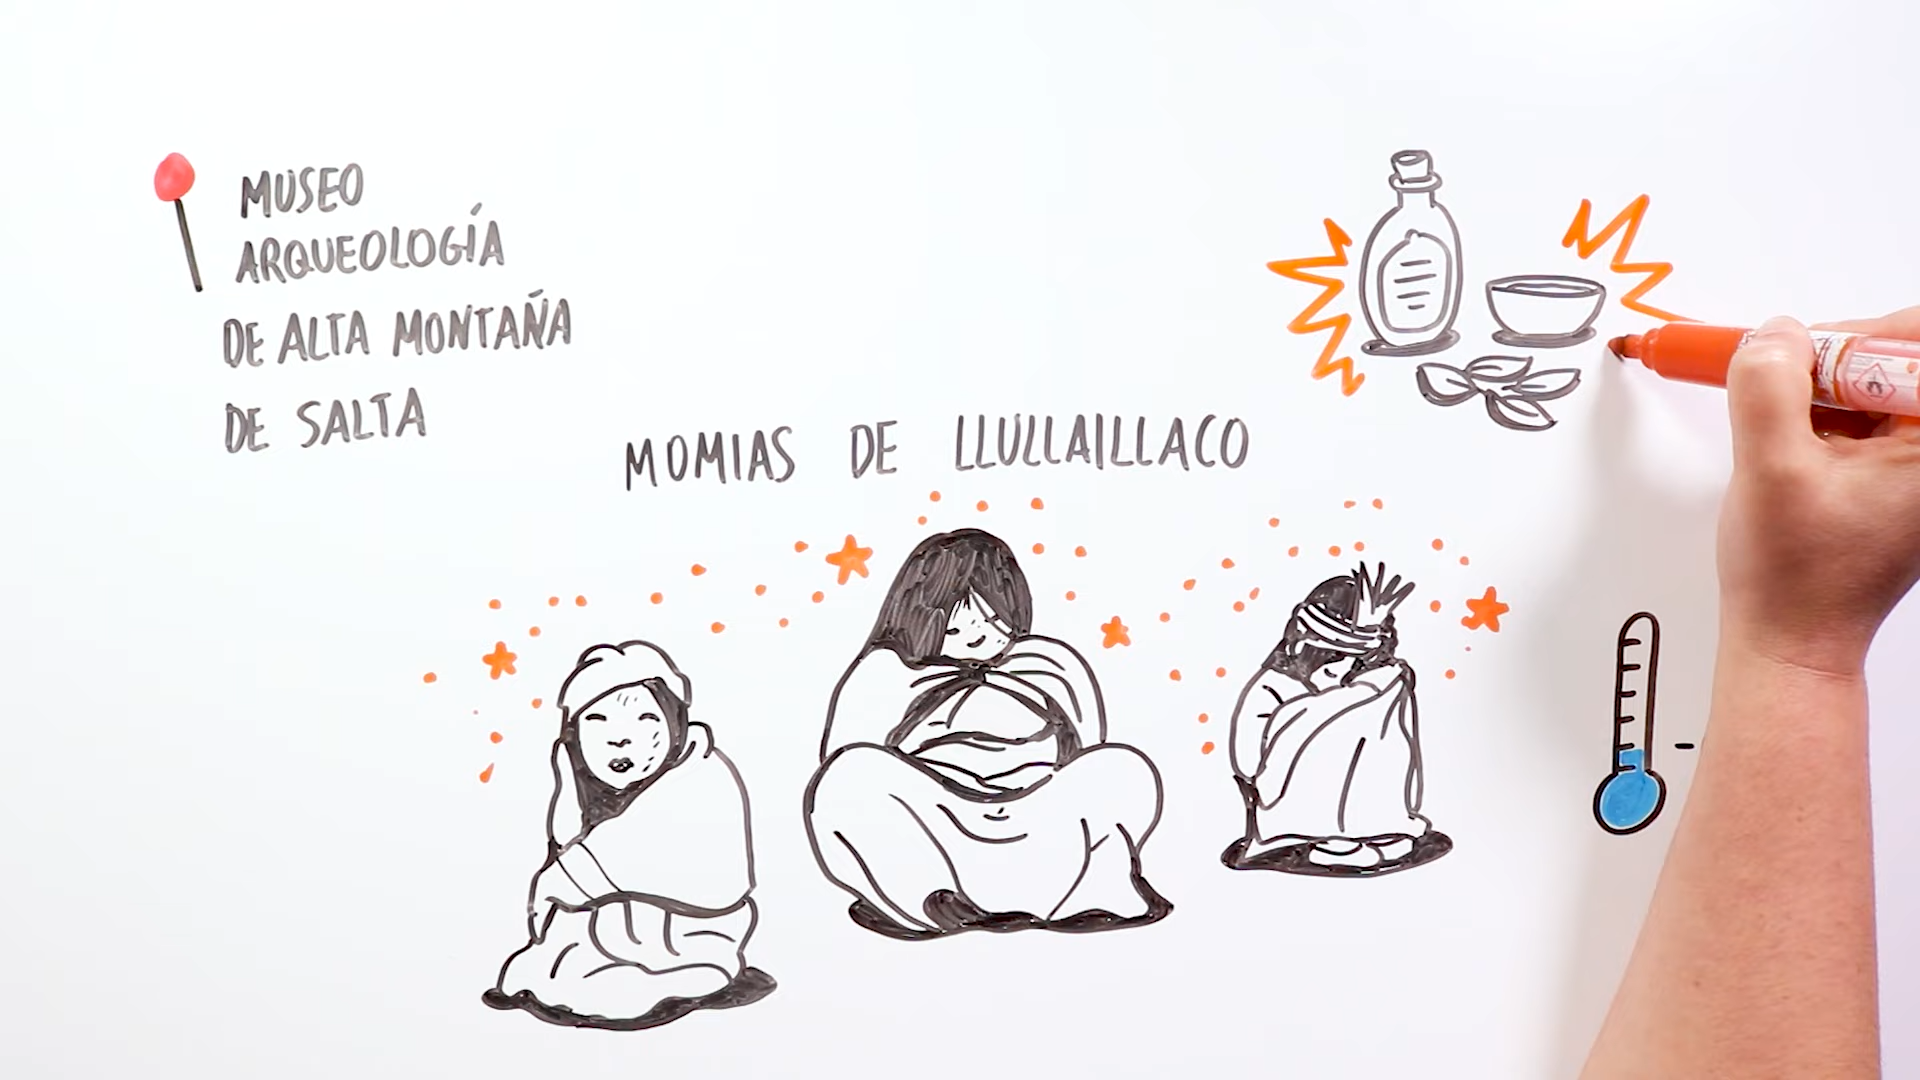 MUSEO
ARQUEOLOGÍA
DE ALTA MONTAÑA
DE SALTA
MOMIAS DE LLULLAILLACO